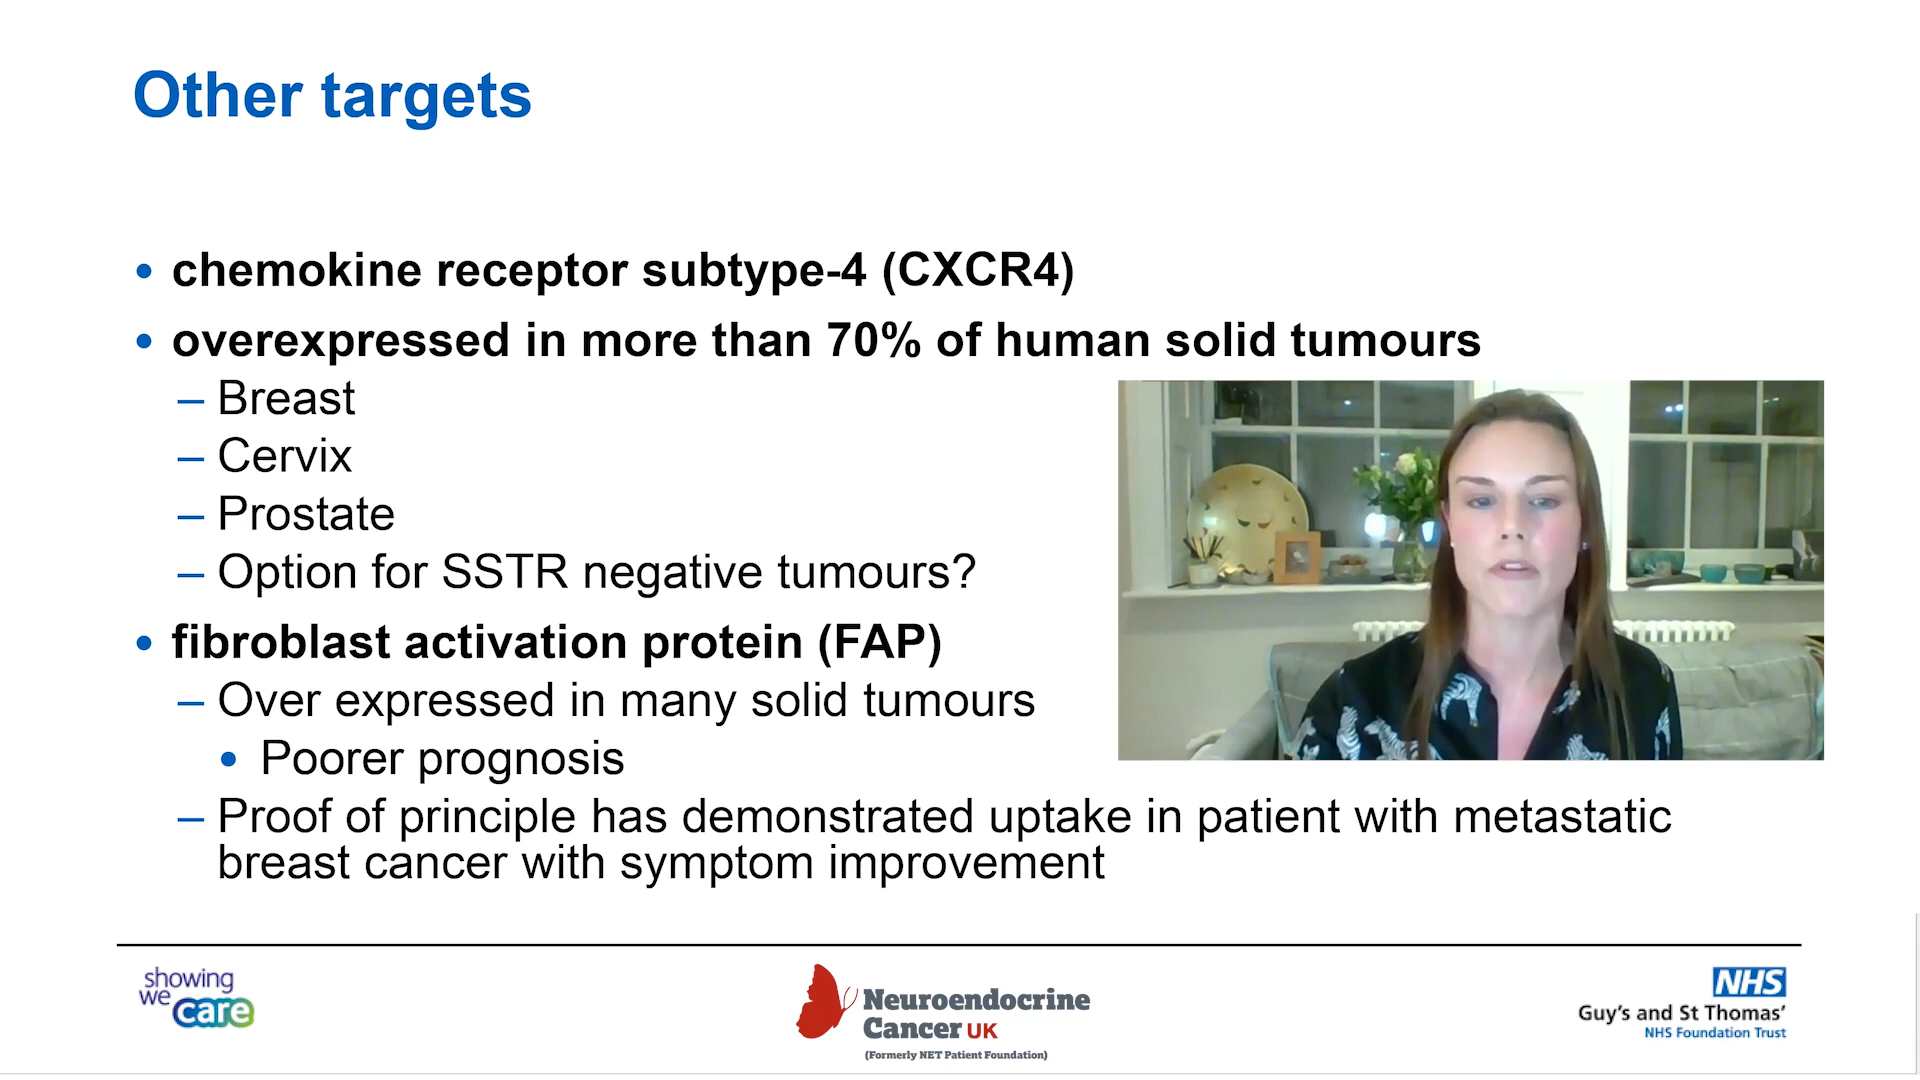 Other targets
• chemokine receptor subtype-4 (CXCR4)
• overexpressed in more than 70% of human solid tumours
– Breast
– Cervix
– Prostate
– Option for SSTR negative tumours?
• fibroblast activation protein (FAP)
– Over expressed in many solid tumours
• Poorer prognosis
– Proof of principle has demonstrated uptake in patient with metastatic
breast cancer with symptom improvement
showing
we care
Neuroendocrine
Cancer UK
(Formerly NET Patient Foundation)
NHS
Guy's and St Thomas'
NHS Foundation Trust